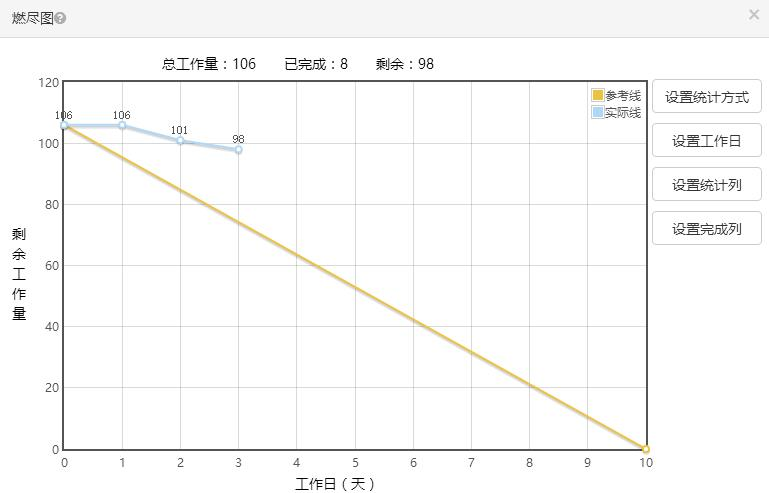 燃尽图?
×
总工作量：106 已完成：8 剩余：98
参考线
实际线
设置统计方式
设置工作日
设置统计列
设置完成列
剩余工作量
120
100
80
60
40
20
0
106 106 101 98
0 1 2 3 4 5 6 7 8 9 10
工作日（天）